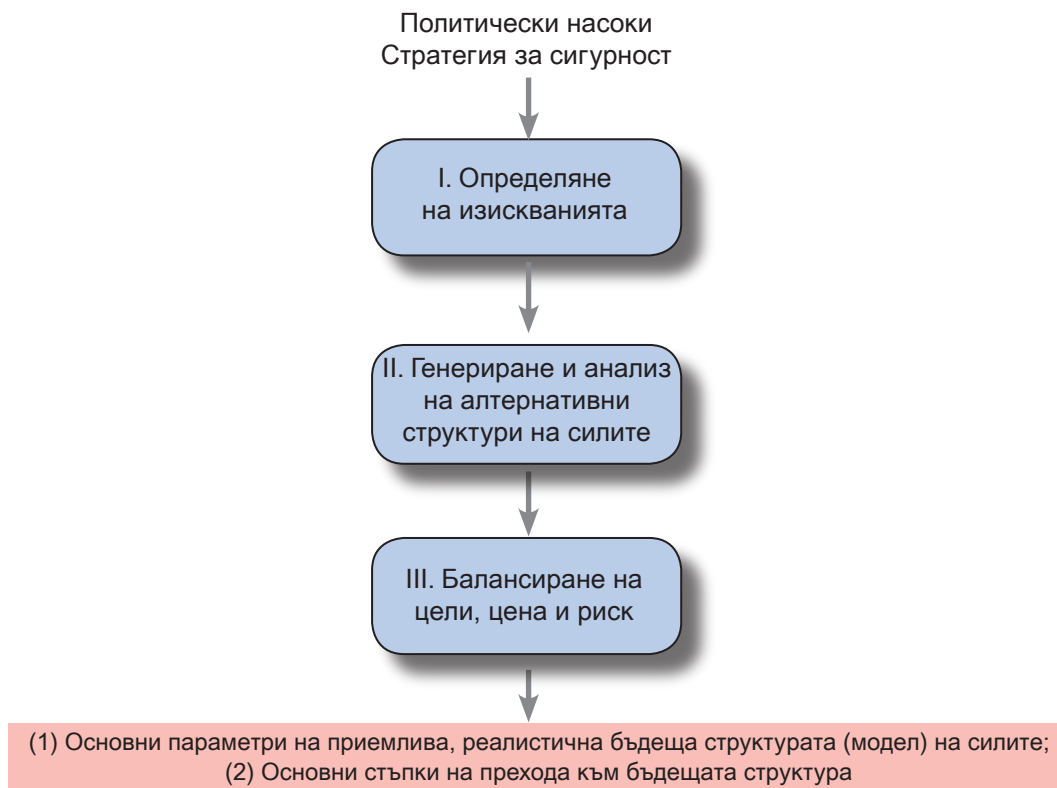 Политически насоки
Стратегия за сигурност
I. Определяне
на изискванията
II. Генериране и анализ
на алтернативни
структури на силите
III. Балансиране на
цели, цена и риск
(1) Основни параметри на приемлива, реалистична бъдеща структурата (модел) на силите;
(2) Основни стъпки на прехода към бъдещата структура